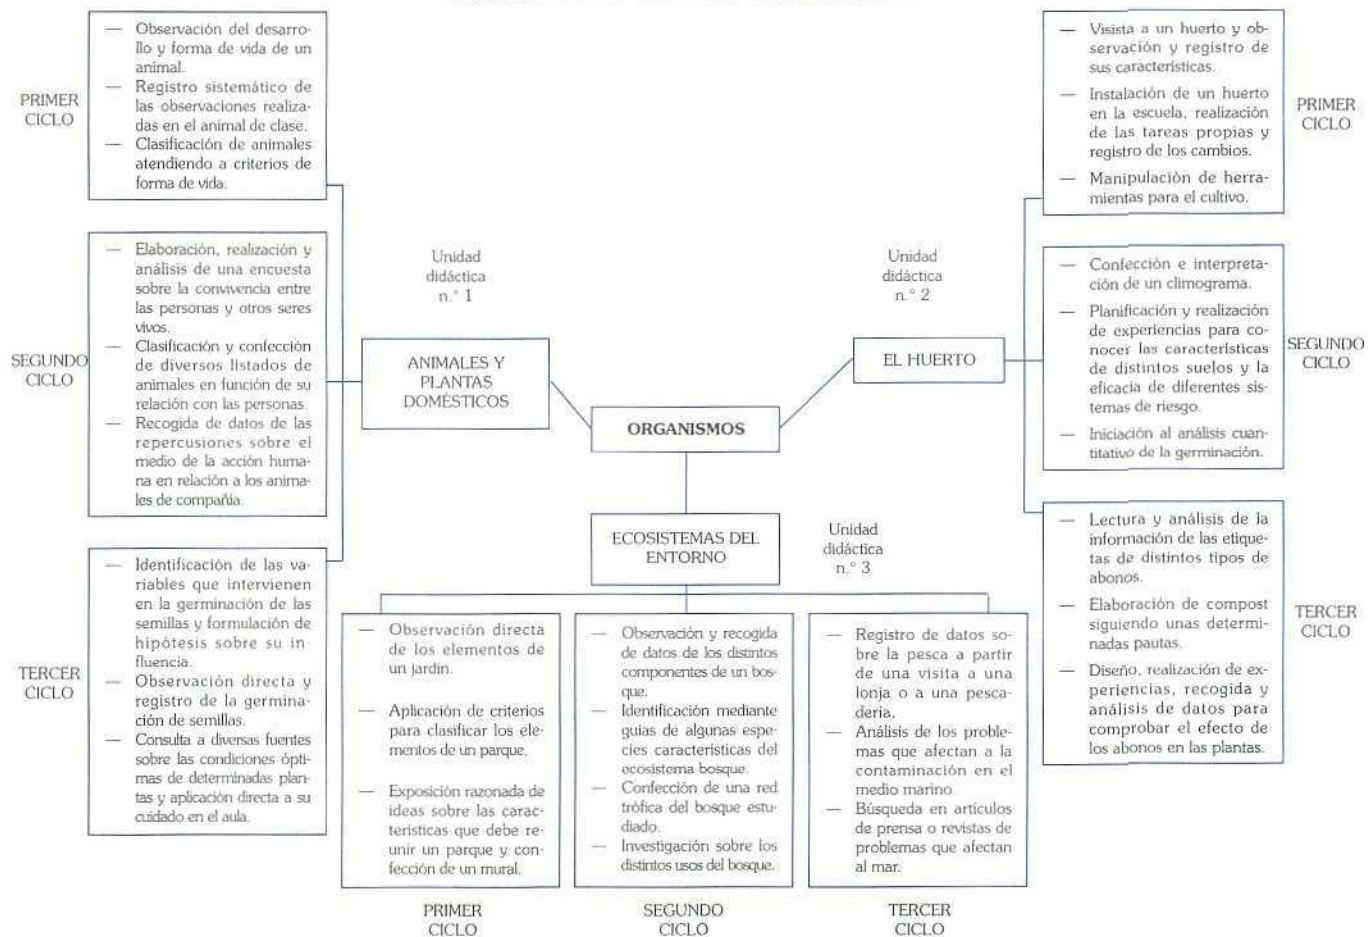 PRIMER
CICLO
— Observación del desarro-
llo y forma de vida de un
animal.
— Registro sistemático de
las observaciones realiza-
das en el animal de clase.
— Clasificación de animales
atendiendo a criterios de
forma de vida.
SEGUNDO
CICLO
— Elaboración, realización y
análisis de una encuesta
sobre la convivencia entre
las personas y otros seres
vivos.
— Clasificación y confección
de diversos listados de
animales en función de su
relación con las personas.
— Recogida de datos de las
repercusiones sobre el
medio de la acción huma-
na en relación a los anima-
les de compañía.
TERCER
CICLO
— Identificación de las va-
riables que intervienen
en la germinación de las
semillas y formulación de
hipótesis sobre su in-
fluencia.
— Observación directa y
registro de la germina-
ción de semillas.
— Consulta a diversas fuentes
sobre las condiciones ópti-
mas de determinadas plan-
tas y aplicación directa a su
cuidado en el aula.
Unidad
didáctica
n.° 1
ANIMALES Y
PLANTAS
DOMÉSTICOS
ORGANISMOS
Unidad
didáctica
n.° 2
EL HUERTO
PRIMER
CICLO
— Visista a un huerto y ob-
servación y registro de
sus características.
— Instalación de un huerto
en la escuela, realización
de las tareas propias y
registro de los cambios.
— Manipulación de herra-
mientas para el cultivo.
SEGUNDO
CICLO
— Confección e interpreta-
ción de un climograma.
— Planificación y realización
de experiencias para co-
nocer las características
de distintos suelos y la
eficacia de diferentes sis-
temas de riesgo.
— Iniciación al análisis cuan-
titativo de la germinación.
TERCER
CICLO
— Lectura y análisis de la
información de las etique-
tas de distintos tipos de
abonos.
— Elaboración de compost
siguiendo unas determi-
nadas pautas.
— Diseño, realización de ex-
periencias, recogida y
análisis de datos para
comprobar el efecto de
los abonos en las plantas.
ECOSISTEMAS DEL
ENTORNO
Unidad
didáctica
n.° 3
— Observación directa
de los elementos de
un jardín.
— Aplicación de criterios
para clasificar los ele-
mentos de un parque.
— Exposición razonada de
ideas sobre las carac-
terísticas que debe re-
unir un parque y con-
fección de un mural.
PRIMER
CICLO
— Observación y recogida
de datos de los distintos
componentes de un bos-
que.
— Identificación mediante
guías de algunas espe-
cies características del
ecosistema bosque.
— Confección de una red
trófica del bosque estu-
diado.
— Investigación sobre los
distintos usos del bosque.
SEGUNDO
CICLO
— Registro de datos so-
bre la pesca a partir
de una visita a una
lonja o a una pesca-
dería.
— Análisis de los proble-
mas que afectan a la
contaminación en el
medio marino
— Búsqueda en artículos
de prensa o revistas de
problemas que afectan
al mar.
TERCER
CICLO